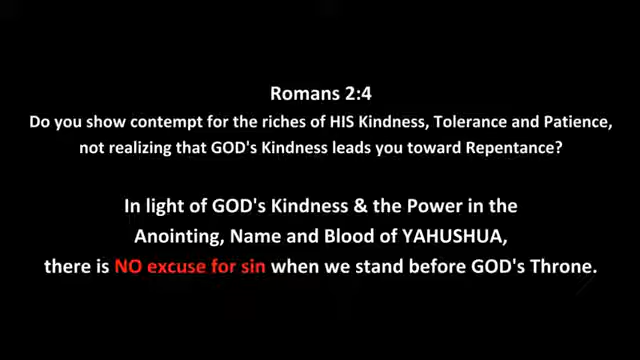 Romans 2:4
Do you show contempt for the riches of HIS Kindness, Tolerance and Patience,
not realizing that GOD's Kindness leads you toward Repentance?
In light of GOD's Kindness & the Power in the
Anointing, Name and Blood of YAHUSHUA,
there is NO excuse for sin when we stand before GOD's Throne.